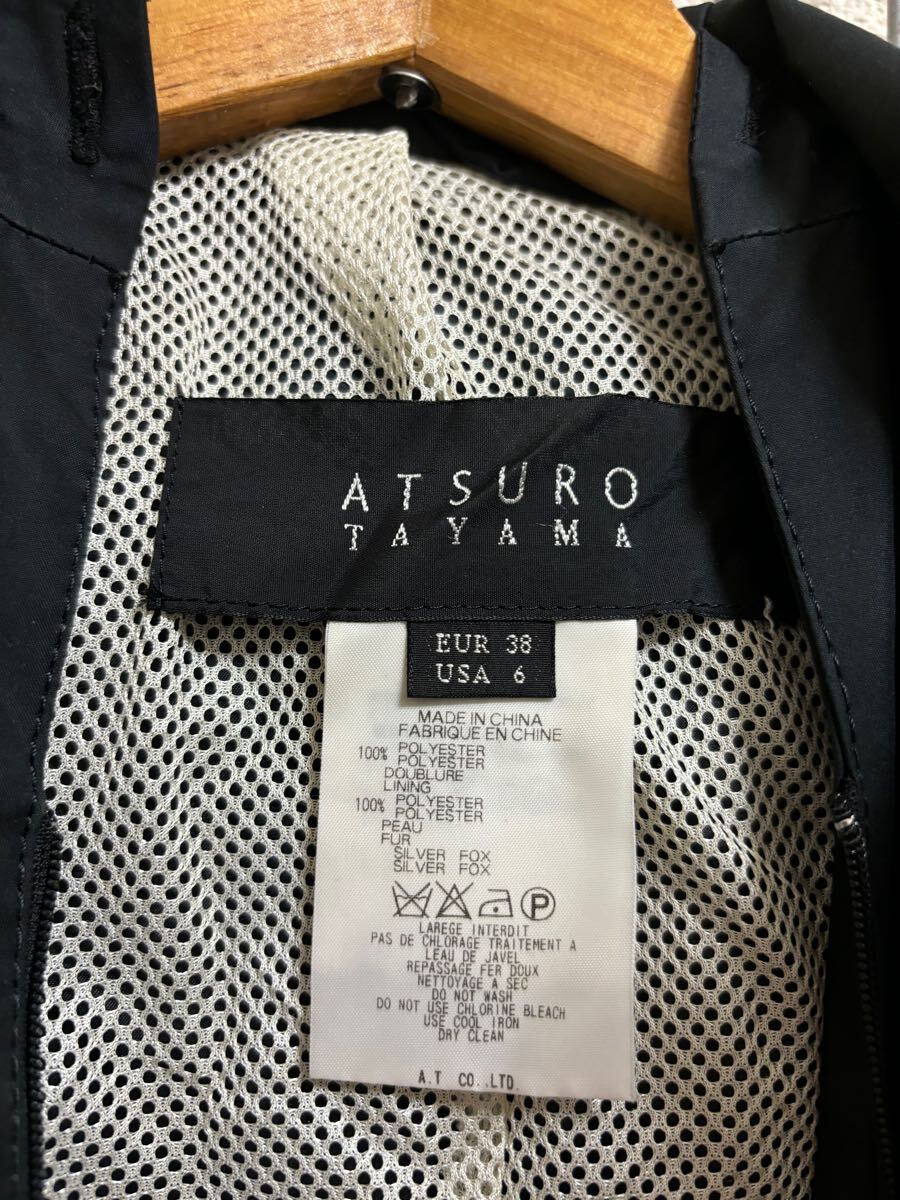 ATSURO
TAYAMA
EUR 38
USA 6
MADE IN CHINA
FABRIQUE EN CHINE
100% POLYESTER
POLYESTER
DOUBLURE
LINING
100% POLYESTER
POLYESTER
PEAU
FUR
SILVER FOX
SILVER FOX
P
LAREGE INTERDIT
PAS DE CHLORAGE TRAITEMENT A
LEAU DE JAVEL
REPASSAGE FER DOUX
NETTOYAGE A SEC
DO NOT WASH
DO NOT USE CHLORINE BLEACH
USE COOL IRON
DRY CLEAN
A.T CO.,LTD.